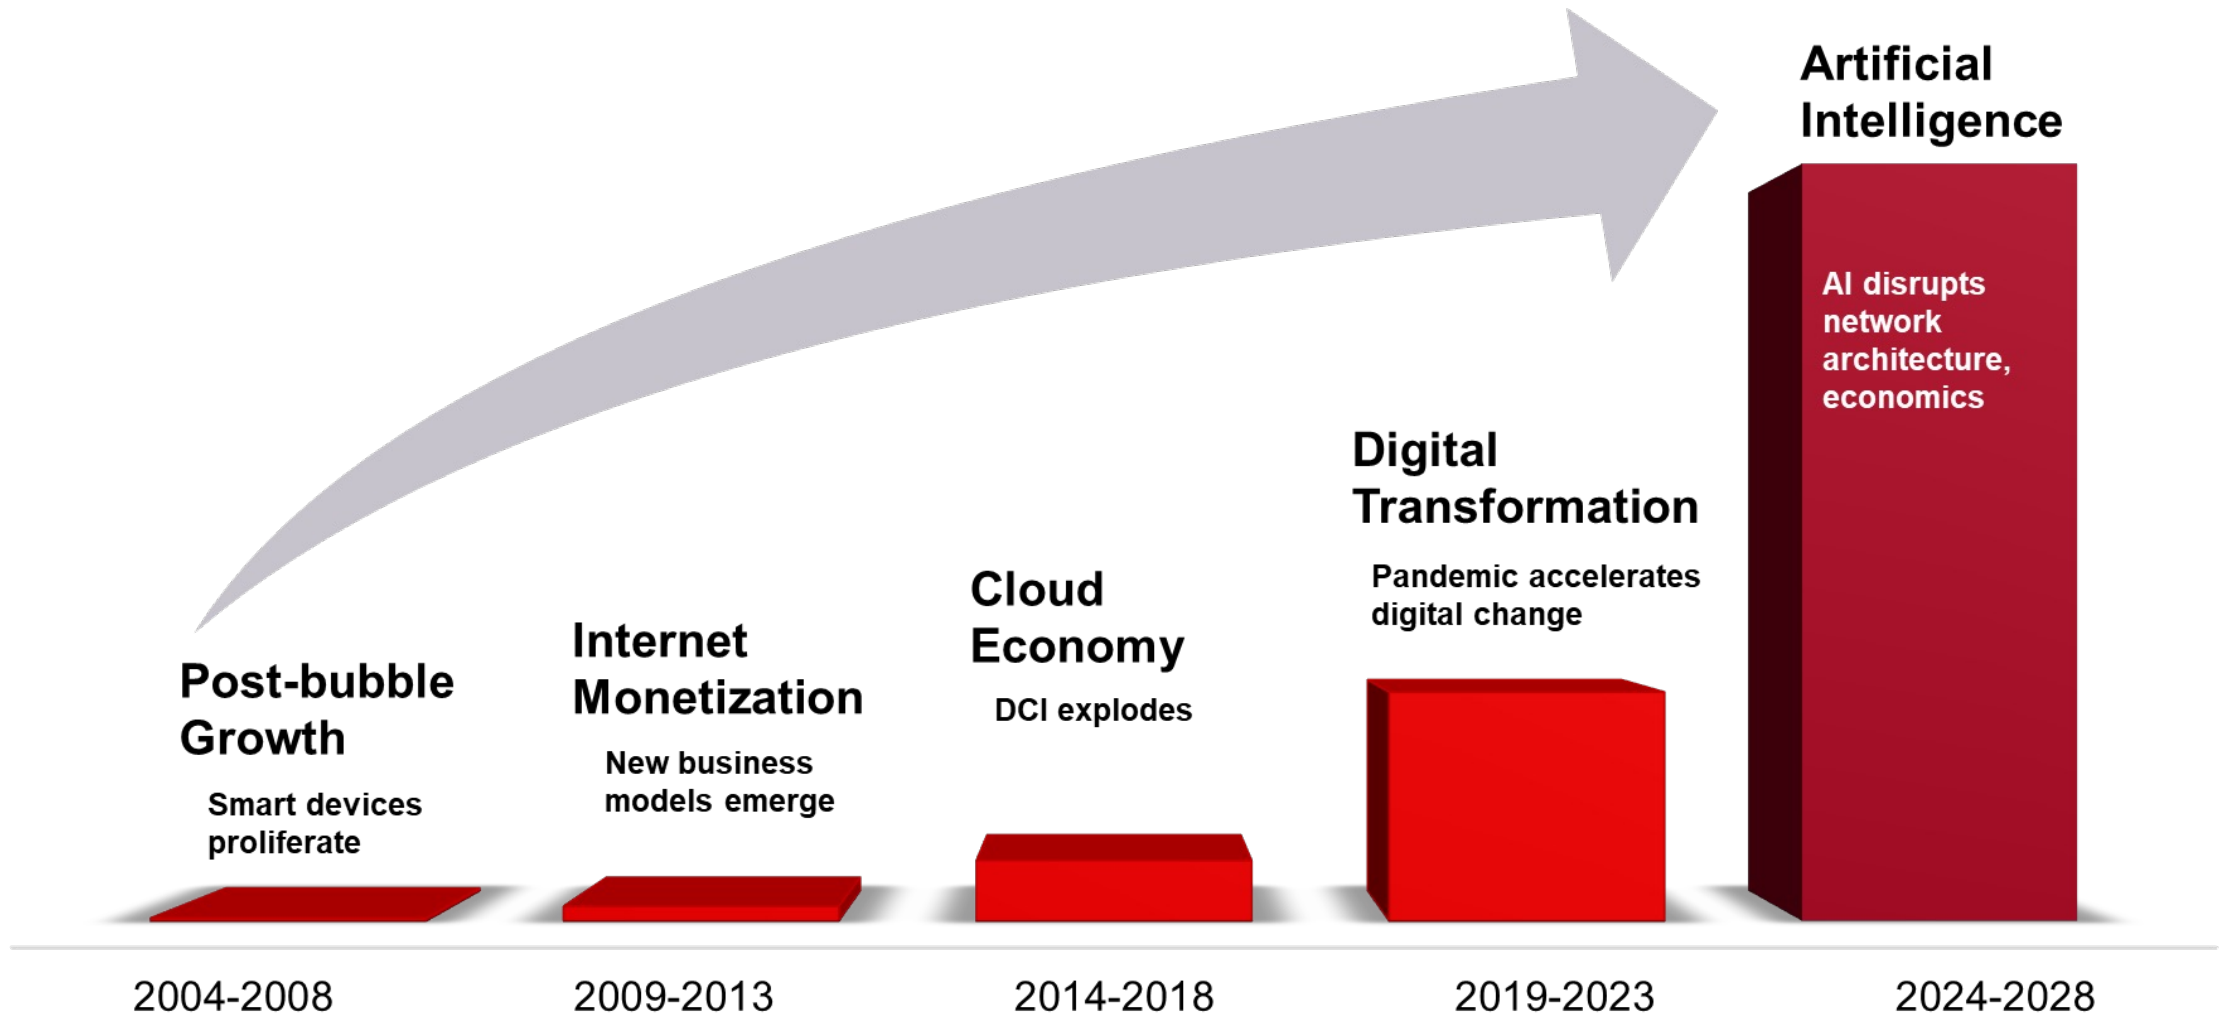 Artificial
Intelligence
AI disrupts
network
architecture,
economics
Digital
Transformation
Pandemic accelerates
digital change
Cloud
Economy
DCI explodes
Internet
Monetization
New business
models emerge
Post-bubble
Growth
Smart devices
proliferate
2004-2008
2009-2013
2014-2018
2019-2023
2024-2028